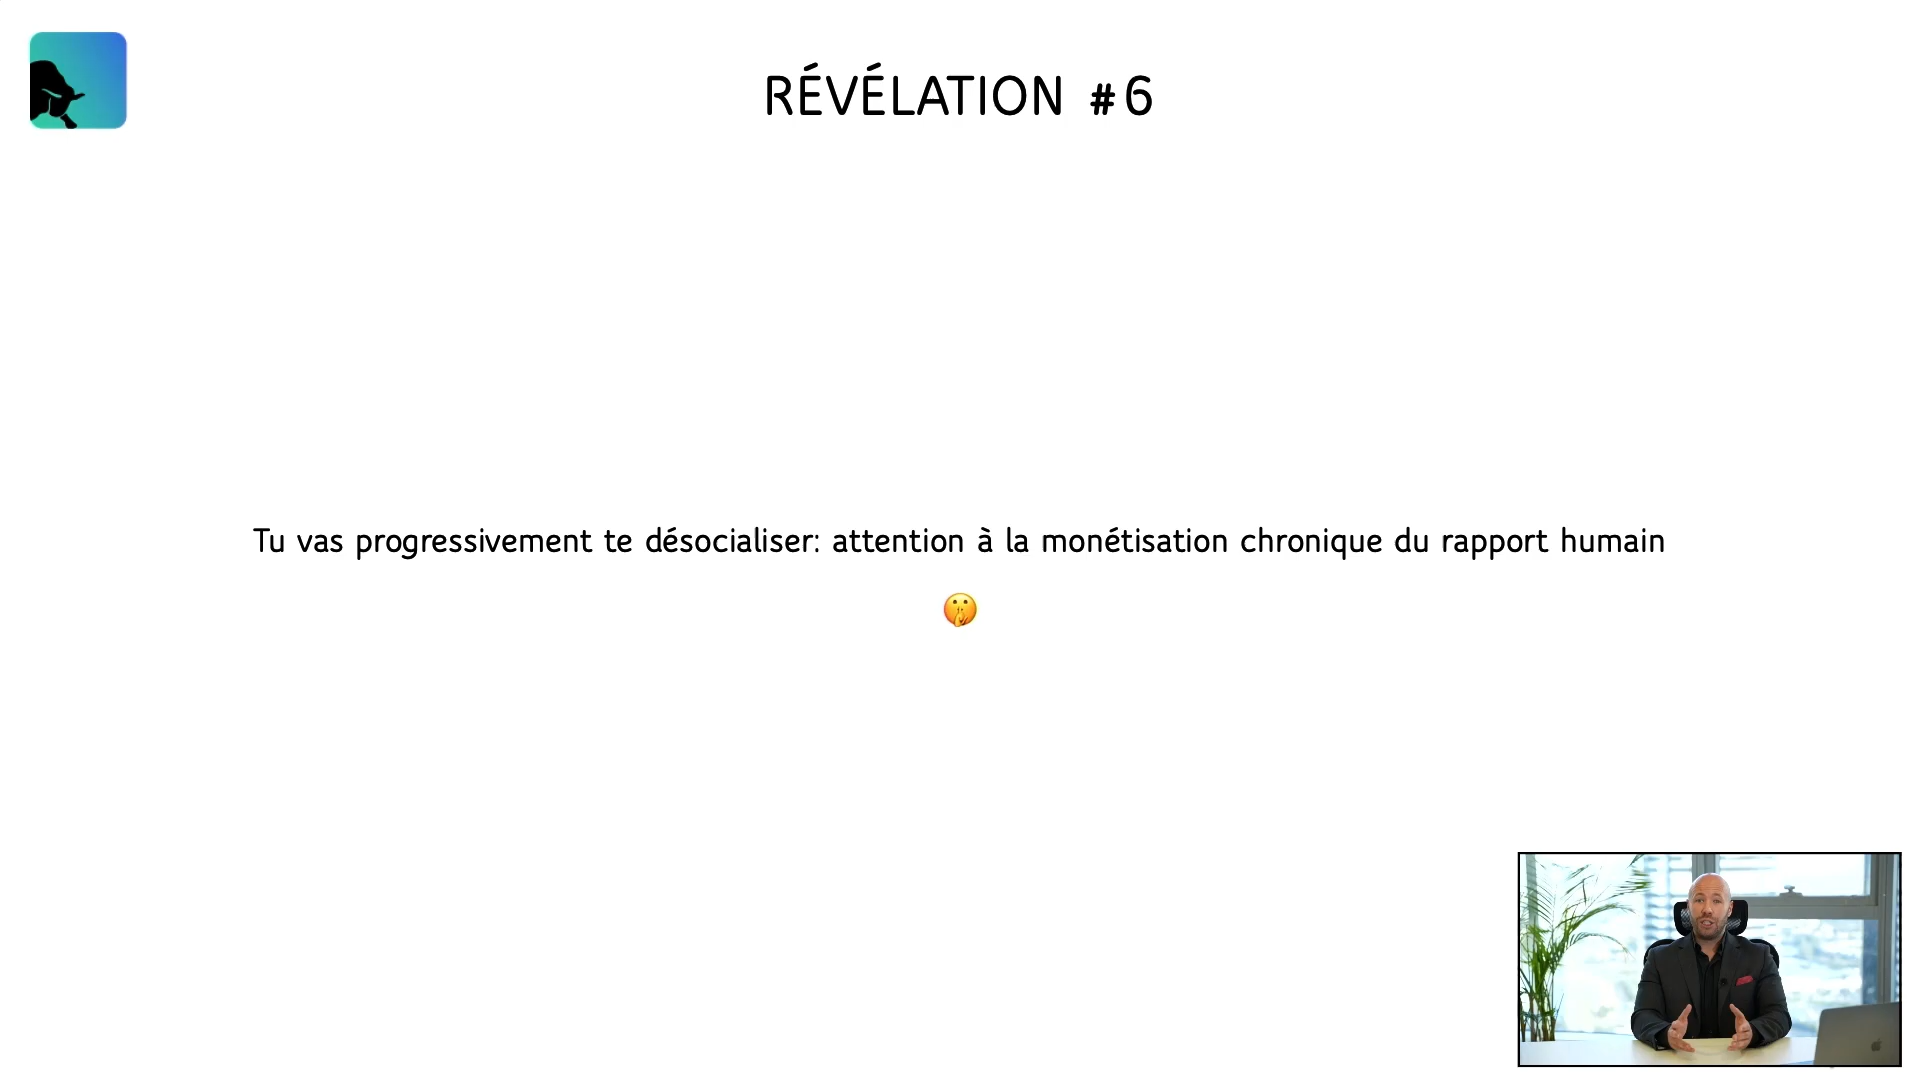 RÉVÉLATION #6
Tu vas progressivement te désocialiser: attention à la monétisation chronique du rapport humain
🤫